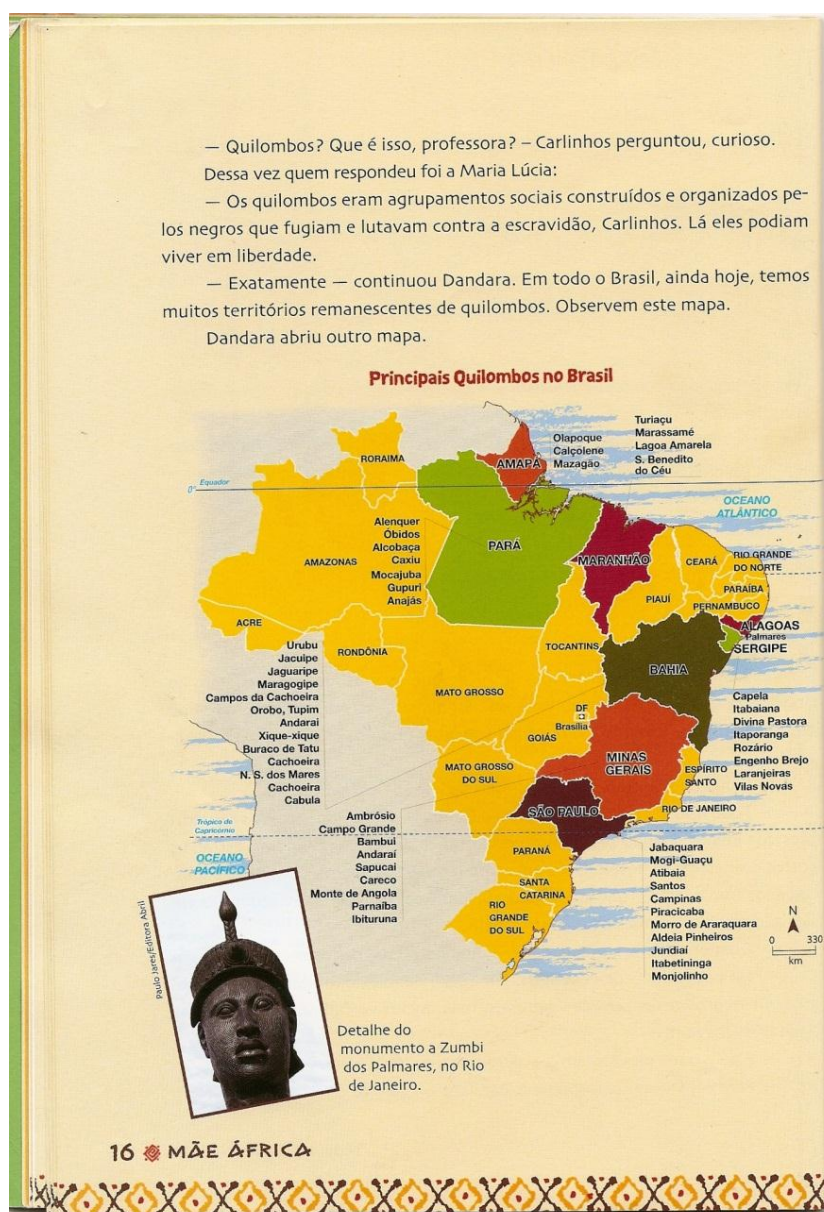 — Quilombos? Que é isso, professora? – Carlinhos perguntou, curioso.
Dessa vez quem respondeu foi a Maria Lúcia:
— Os quilombos eram agrupamentos sociais construídos e organizados pe-
los negros que fugiam e lutavam contra a escravidão, Carlinhos. Lá eles podiam
viver em liberdade.
— Exatamente — continuou Dandara. Em todo o Brasil, ainda hoje, temos
muitos territórios remanescentes de quilombos. Observem este mapa.
Dandara abriu outro mapa.
Principais Quilombos no Brasil
Olapoque
Calçolene
Mazagão
Turiaçu
Marassamé
Lagoa Amarela
S. Benedito
do Céu
RORAIMA
AMAPÁ
Equador
0°
OCEANO
ATLÂNTICO
Alenquer
Óbidos
Alcobaça
Caxiu
Mocajuba
Gupuri
Anajás
AMAZONAS
PARÁ
MARANHÃO
CEARÁ
RIO GRANDE
DO NORTE
PARAÍBA
PIAUÍ
PERNAMBUCO
ACRE
ALAGOAS
Palmares
SERGIPE
RONDÔNIA
TOCANTINS
BAHIA
Urubu
Jacuipe
Jaguaripe
Maragogipe
Campos da Cachoeira
Orobo, Tupim
Andarai
Xique-xique
Buraco de Tatu
Cachoeira
N. S. dos Mares
Cachoeira
Cabula
MATO GROSSO
DF
Brasília
GOIÁS
Capela
Itabaiana
Divina Pastora
Itaporanga
Rozário
Engenho Brejo
Laranjeiras
Vilas Novas
MATO GROSSO
DO SUL
MINAS
GERAIS
ESPÍRITO
SANTO
SÃO PAULO
RIO DE JANEIRO
Trópico de
Capricornio
OCEANO
PACÍFICO
Ambrósio
Campo Grande
Bambui
Andaraí
Sapucai
Careco
Monte de Angola
Parnaíba
Ibituruna
PARANÁ
SANTA
CATARINA
RIO
GRANDE
DO SUL
Jabaquara
Mogi-Guaçu
Atibaia
Santos
Campinas
Piracicaba
Morro de Araraquara
Aldeia Pinheiros
Jundiaí
Itabetininga
Monjolinho
N
0 330
km
Paulo Jares/Editora Abril
Detalhe do
monumento a Zumbi
dos Palmares, no Rio
de Janeiro.
16 MÃE ÁFRICA